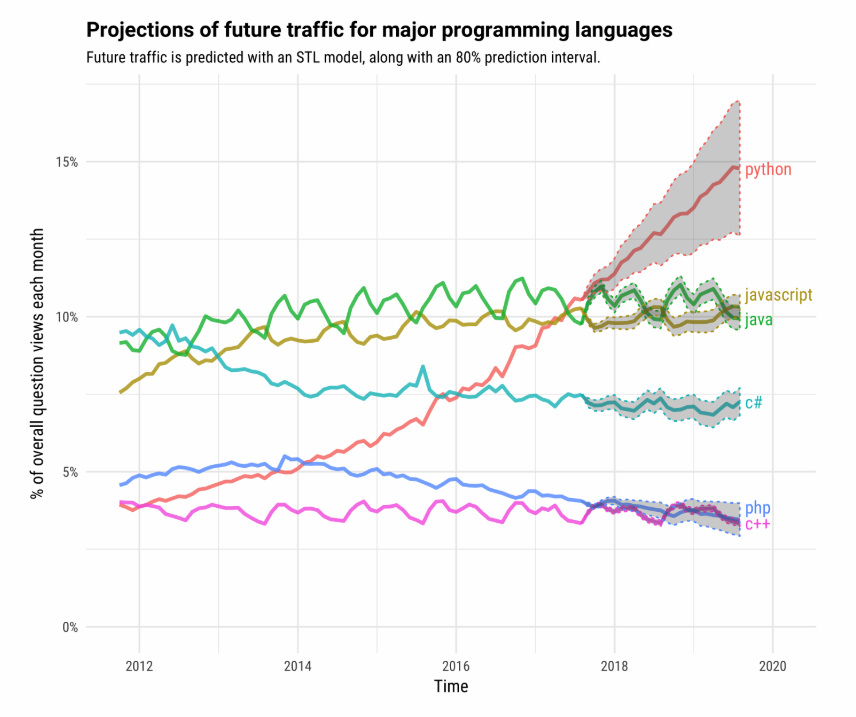 Projections of future traffic for major programming languages
Future traffic is predicted with an STL model, along with an 80% prediction interval.
% of overall question views each month
15%
10%
5%
0%
python
javascript
java
c#
php
c++
2012
2014
2016
2018
2020
Time